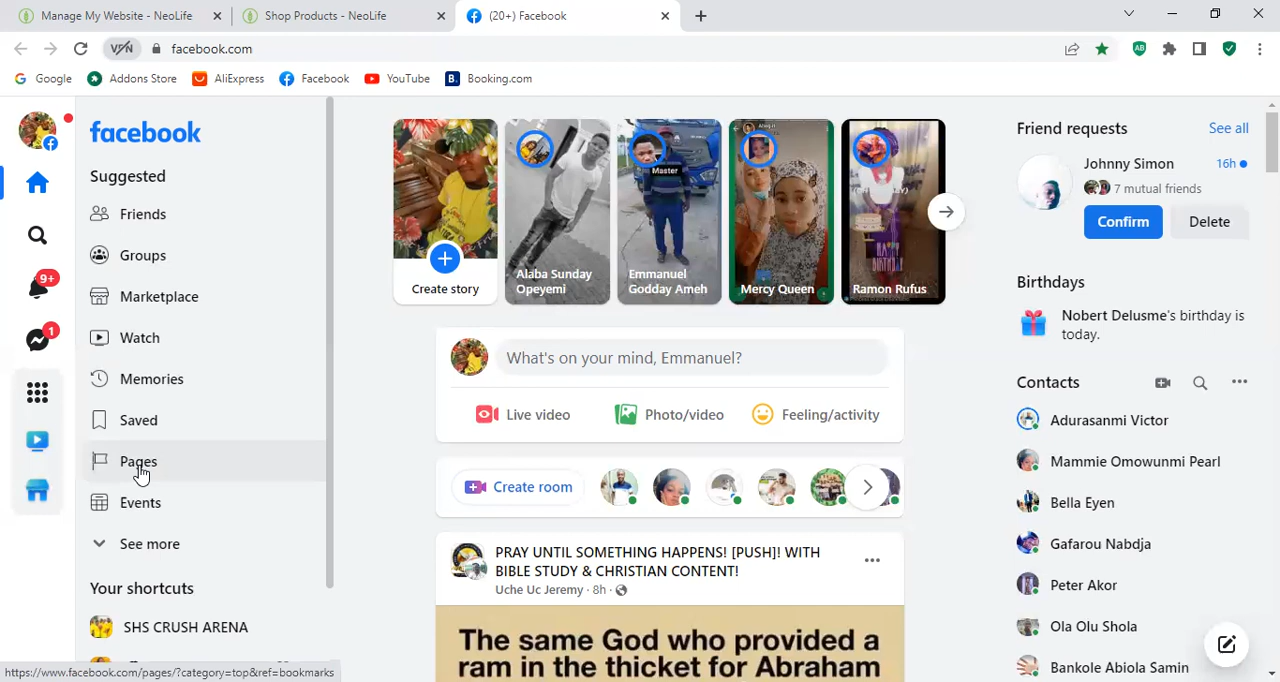 Manage My Website - NeoLife
Shop Products - NeoLife
(20+) Facebook
VPN
facebook.com
AB
Google
Addons Store
AliExpress
Facebook
YouTube
B.
Booking.com
facebook
Suggested
Friends
Groups
Marketplace
Watch
Memories
Saved
Pages
Events
See more
Your shortcuts
SHS CRUSH ARENA
9+
1
Create story
Alaba Sunday
Opeyemi
Master
Emmanuel
Godday Ameh
Mercy Queen
HAPPY
BIRTHDAY
Ramon Rufus
What's on your mind, Emmanuel?
Live video
Photo/video
Feeling/activity
Create room
PRAY UNTIL SOMETHING HAPPENS! [PUSH]! WITH
BIBLE STUDY & CHRISTIAN CONTENT!
Uche Uc Jeremy · 8h ·
The same God who provided a
ram in the thicket for Abraham
Friend requests
See all
Johnny Simon
16h
7 mutual friends
Confirm
Delete
Birthdays
Nobert Delusme's birthday is
today.
Contacts
Adurasanmi Victor
Mammie Omowunmi Pearl
Bella Eyen
Gafarou Nabdja
Peter Akor
Ola Olu Shola
Bankole Abiola Samin
https://www.facebook.com/pages/?category=top&ref=bookmarks